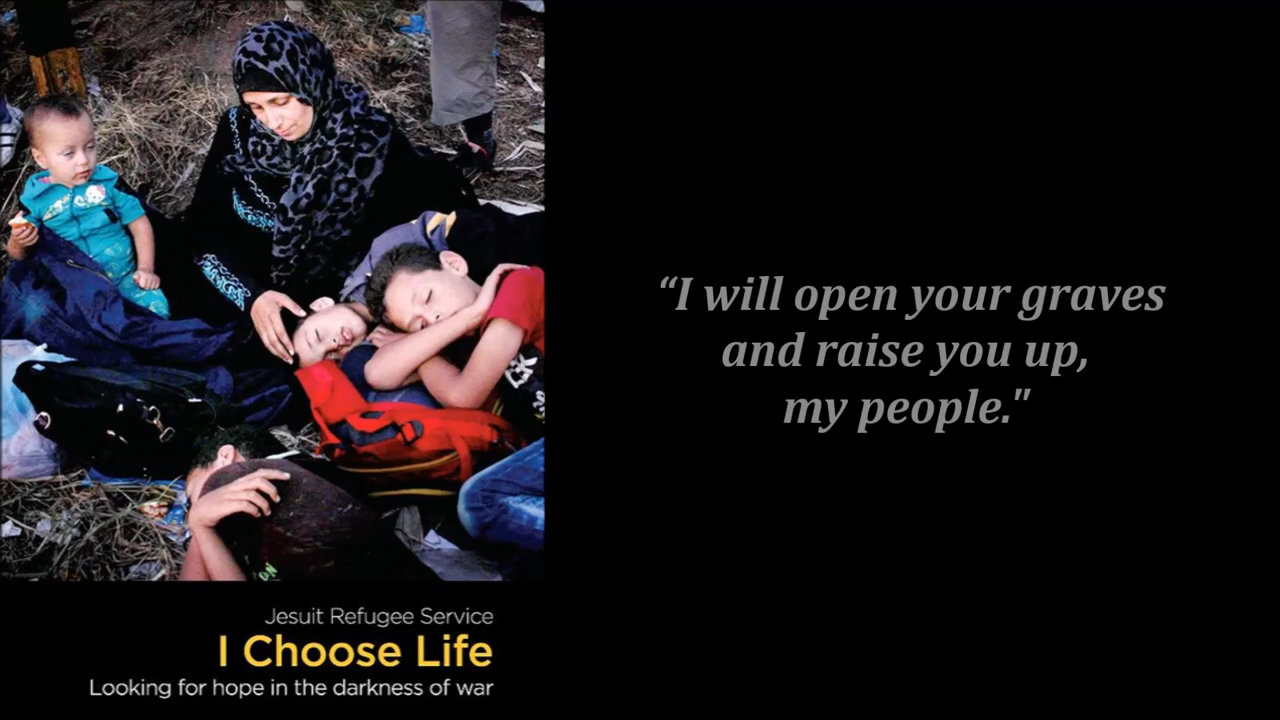 Jesuit Refugee Service
I Choose Life
Looking for hope in the darkness of war
“I will open your graves
and raise you up,
my people."